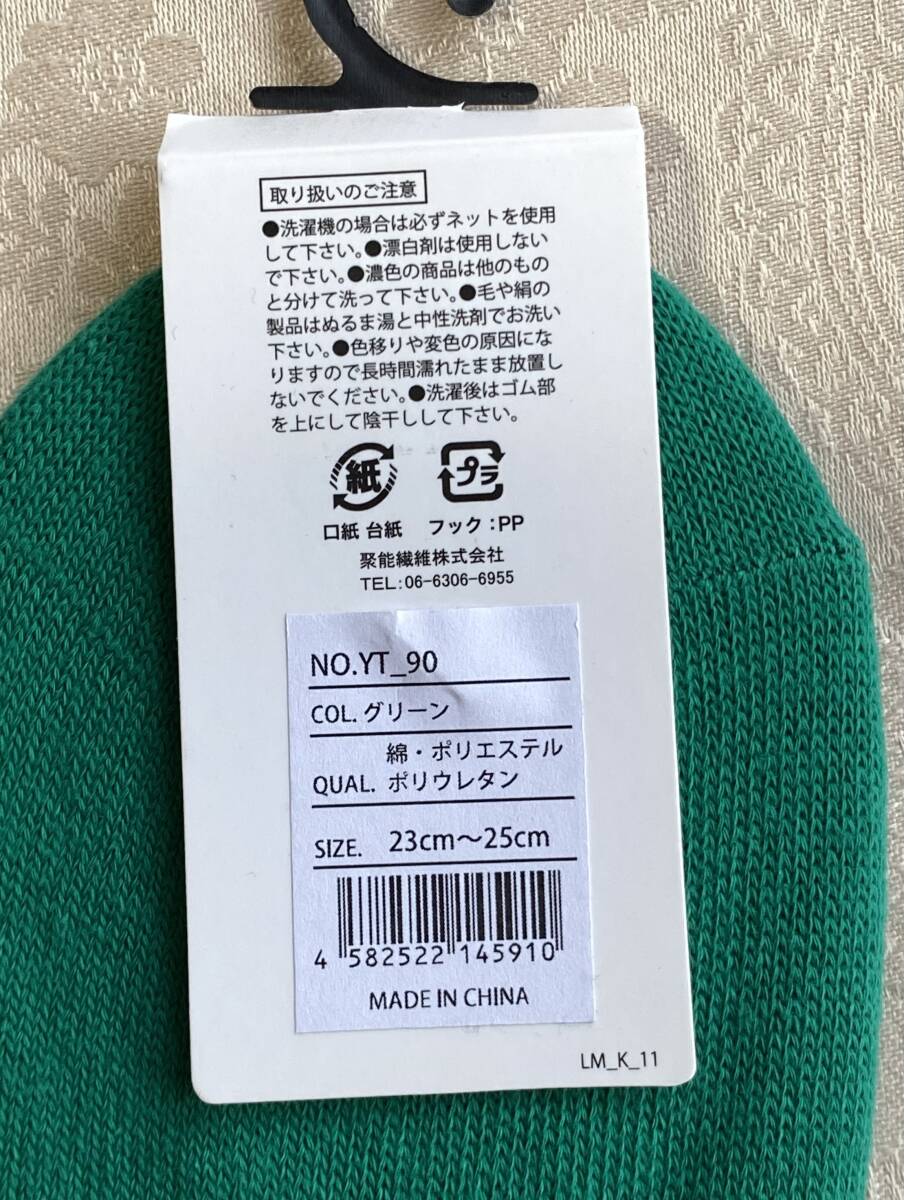 取り扱いのご注意
●洗濯機の場合は必ずネットを使用
して下さい。●漂白剤は使用しない
で下さい。●濃色の商品は他のもの
と分けて洗って下さい。●毛や絹の
製品はぬるま湯と中性洗剤でお洗い
下さい。●色移りや変色の原因にな
りますので長時間濡れたまま放置し
ないでください。●洗濯後はゴム部
を上にして陰干しして下さい。
紙 プラ
口紙 台紙 フック:PP
聚能繊維株式会社
TEL:06-6306-6955
NO.YT_90
COL. グリーン
綿・ポリエステル
QUAL. ポリウレタン
SIZE. 23cm〜25cm
4 582522 145910
MADE IN CHINA
LM_K_11